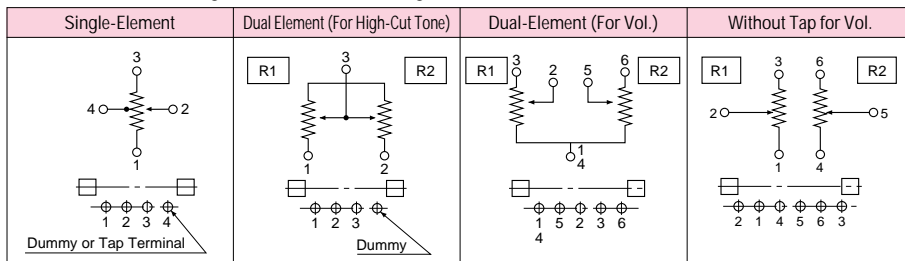 Single-Element
3
4
2
1
1 2 3 4
Dummy or Tap Terminal
Dual Element (For High-Cut Tone)
R1
3
R2
1
2
1 2 3
Dummy
Dual-Element (For Vol.)
R1
3
2
5
6
R2
1
4
1 5 2 3 6
4
Without Tap for Vol.
R1
3
6
R2
2
5
1
4
2 1 4 5 6 3